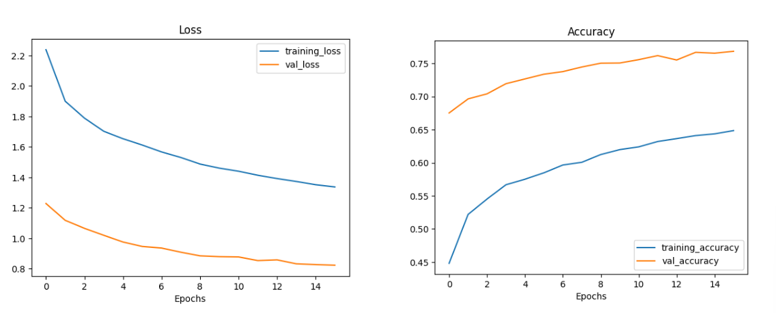 Loss
training_loss
val_loss
2.2
2.0
1.8
1.6
1.4
1.2
1.0
0.8
0 2 4 6 8 10 12 14
Epochs
Accuracy
0.75
0.70
0.65
0.60
0.55
0.50
0.45
training_accuracy
val_accuracy
0 2 4 6 8 10 12 14
Epochs